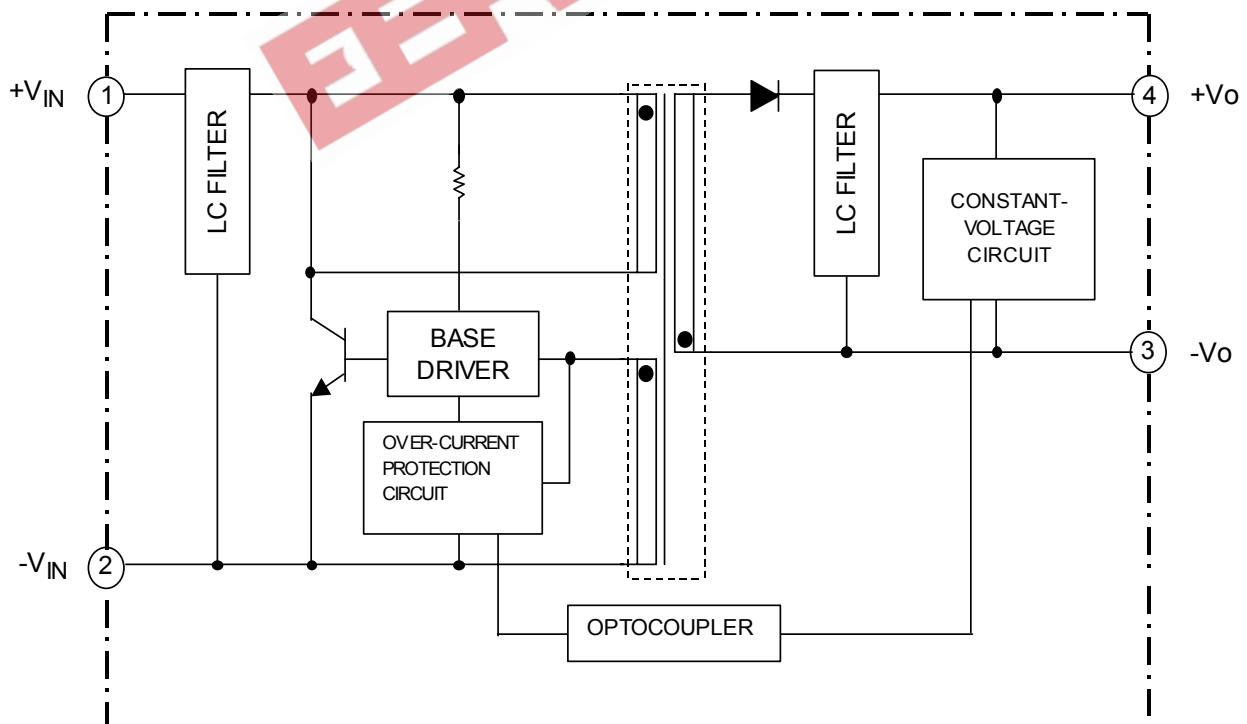 +VIN
1
LC FILTER
LC FILTER
4
+Vo
CONSTANT-
VOLTAGE
CIRCUIT
BASE
DRIVER
3
-Vo
OVER-CURRENT
PROTECTION
CIRCUIT
-VIN
2
OPTOCOUPLER